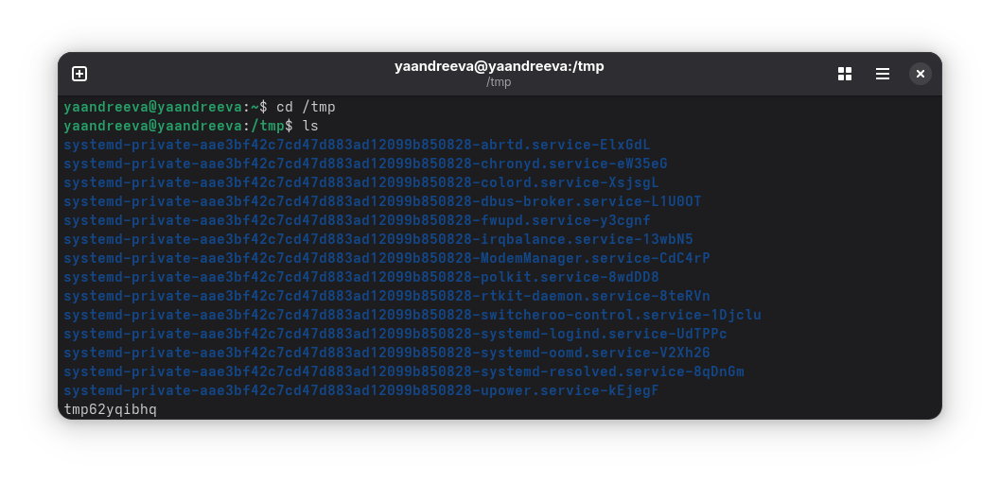 yaandreeva@yaandreeva:/tmp
/tmp
yaandreeva@yaandreeva:~$ cd /tmp
yaandreeva@yaandreeva:/tmp$ ls
systemd-private-aae3bf42c7cd47d883ad12099b850828-abrtd.service-ElxGdL
systemd-private-aae3bf42c7cd47d883ad12099b850828-chronyd.service-eW35eG
systemd-private-aae3bf42c7cd47d883ad12099b850828-colord.service-XsjsgL
systemd-private-aae3bf42c7cd47d883ad12099b850828-dbus-broker.service-L1U0OT
systemd-private-aae3bf42c7cd47d883ad12099b850828-fwupd.service-y3cgnf
systemd-private-aae3bf42c7cd47d883ad12099b850828-irqbalance.service-13wbN5
systemd-private-aae3bf42c7cd47d883ad12099b850828-ModemManager.service-CdC4rP
systemd-private-aae3bf42c7cd47d883ad12099b850828-polkit.service-8wdDD8
systemd-private-aae3bf42c7cd47d883ad12099b850828-rtkit-daemon.service-8teRVn
systemd-private-aae3bf42c7cd47d883ad12099b850828-switcheroo-control.service-1Djclu
systemd-private-aae3bf42c7cd47d883ad12099b850828-systemd-logind.service-UdTPPc
systemd-private-aae3bf42c7cd47d883ad12099b850828-systemd-oomd.service-V2Xh26
systemd-private-aae3bf42c7cd47d883ad12099b850828-systemd-resolved.service-8qDnGm
systemd-private-aae3bf42c7cd47d883ad12099b850828-upower.service-kEjegF
tmp62yqibhq